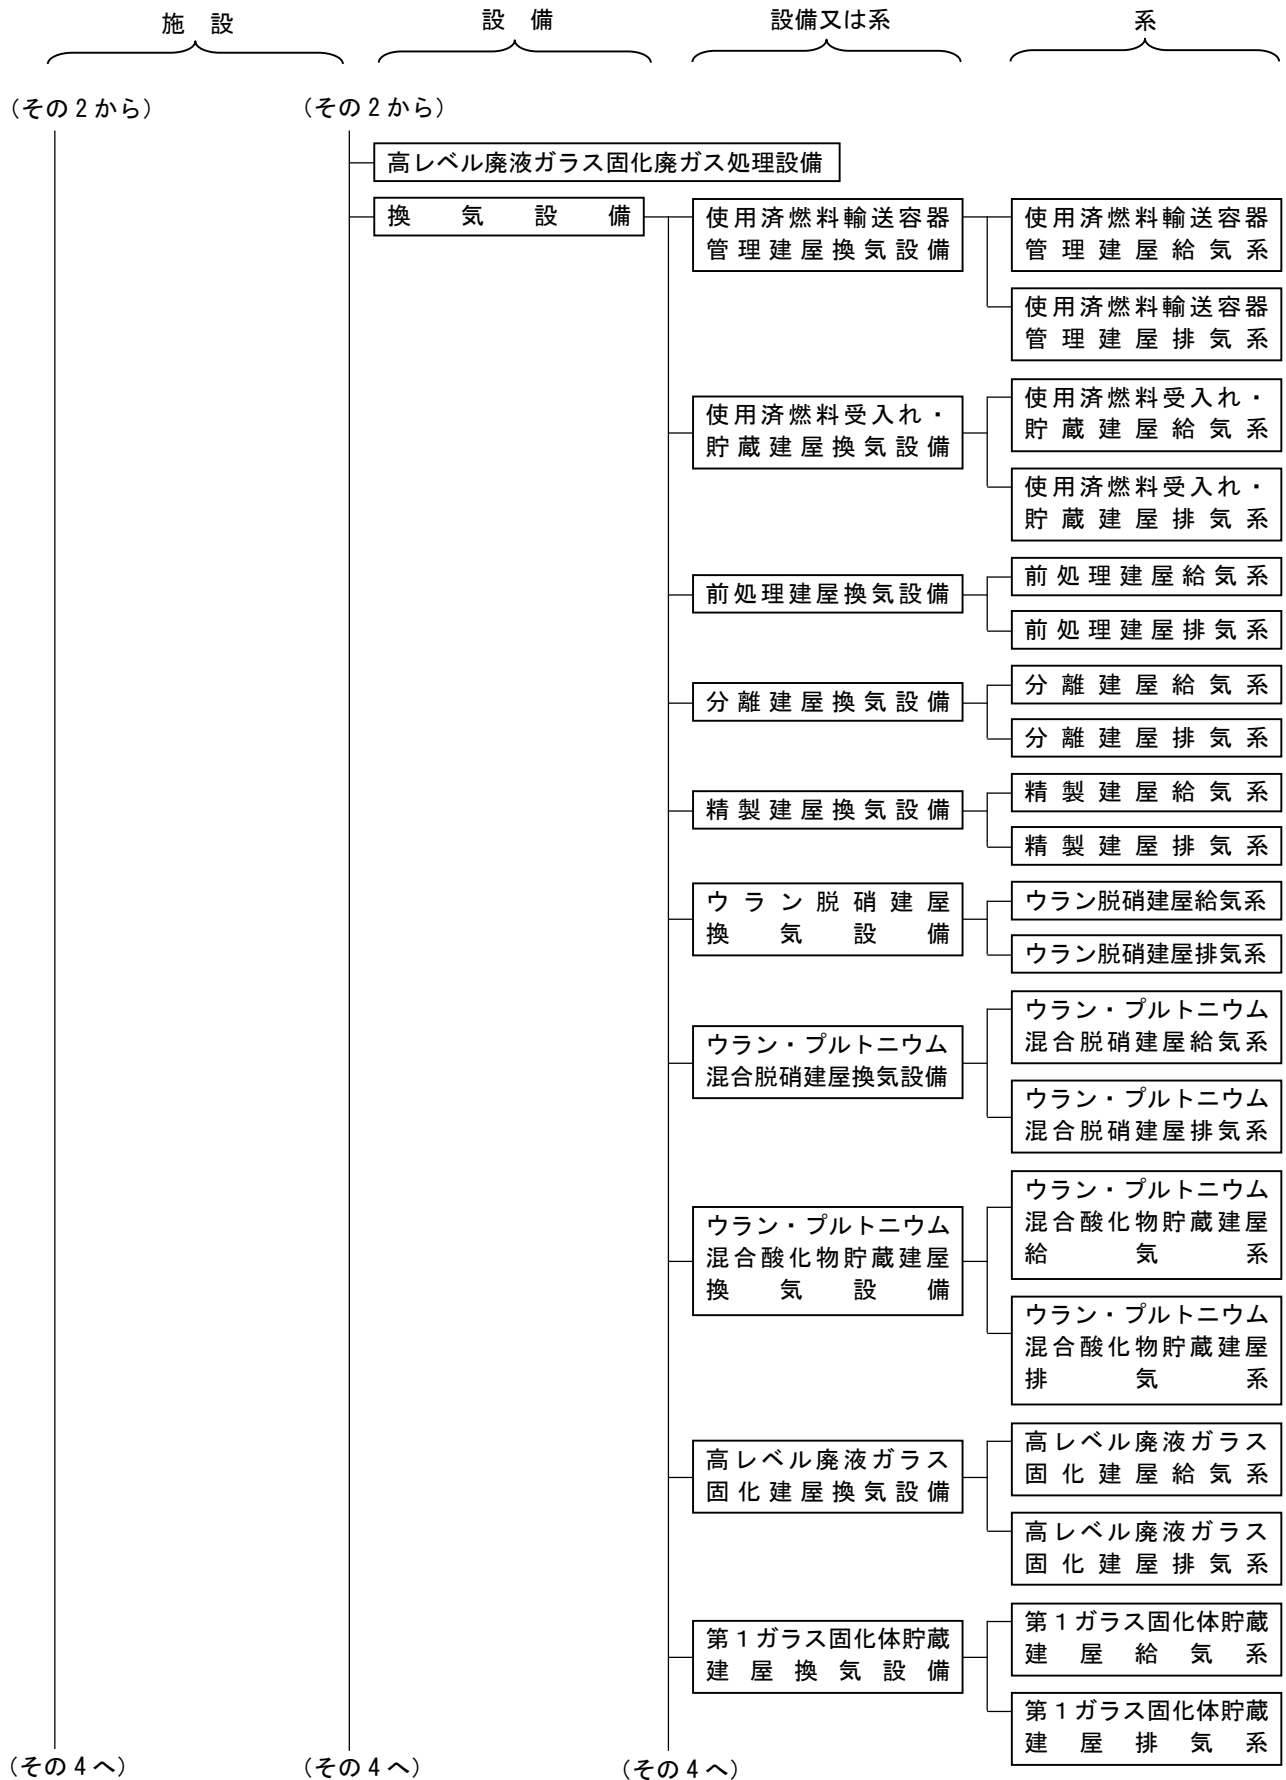 施設
設備
設備又は系
系
(その2から)
(その2から)
高レベル廃液ガラス固化廃ガス処理設備
換気設備
使用済燃料輸送容器
管理建屋換気設備
使用済燃料輸送容器
管理建屋給気系
使用済燃料輸送容器
管理建屋排気系
使用済燃料受入れ・
貯蔵建屋換気設備
使用済燃料受入れ・
貯蔵建屋給気系
使用済燃料受入れ・
貯蔵建屋排気系
前処理建屋換気設備
前処理建屋給気系
前処理建屋排気系
分離建屋換気設備
分離建屋給気系
分離建屋排気系
精製建屋換気設備
精製建屋給気系
精製建屋排気系
ウラン脱硝建屋
換気設備
ウラン脱硝建屋給気系
ウラン脱硝建屋排気系
ウラン・プルトニウム
混合脱硝建屋換気設備
ウラン・プルトニウム
混合脱硝建屋給気系
ウラン・プルトニウム
混合脱硝建屋排気系
ウラン・プルトニウム
混合酸化物貯蔵建屋
換気設備
ウラン・プルトニウム
混合酸化物貯蔵建屋
給気系
ウラン・プルトニウム
混合酸化物貯蔵建屋
排気系
高レベル廃液ガラス
固化建屋換気設備
高レベル廃液ガラス
固化建屋給気系
高レベル廃液ガラス
固化建屋排気系
第1ガラス固化体貯蔵
建屋換気設備
第1ガラス固化体貯蔵
建屋給気系
第1ガラス固化体貯蔵
建屋排気系
(その4へ)
(その4へ)
(その4へ)